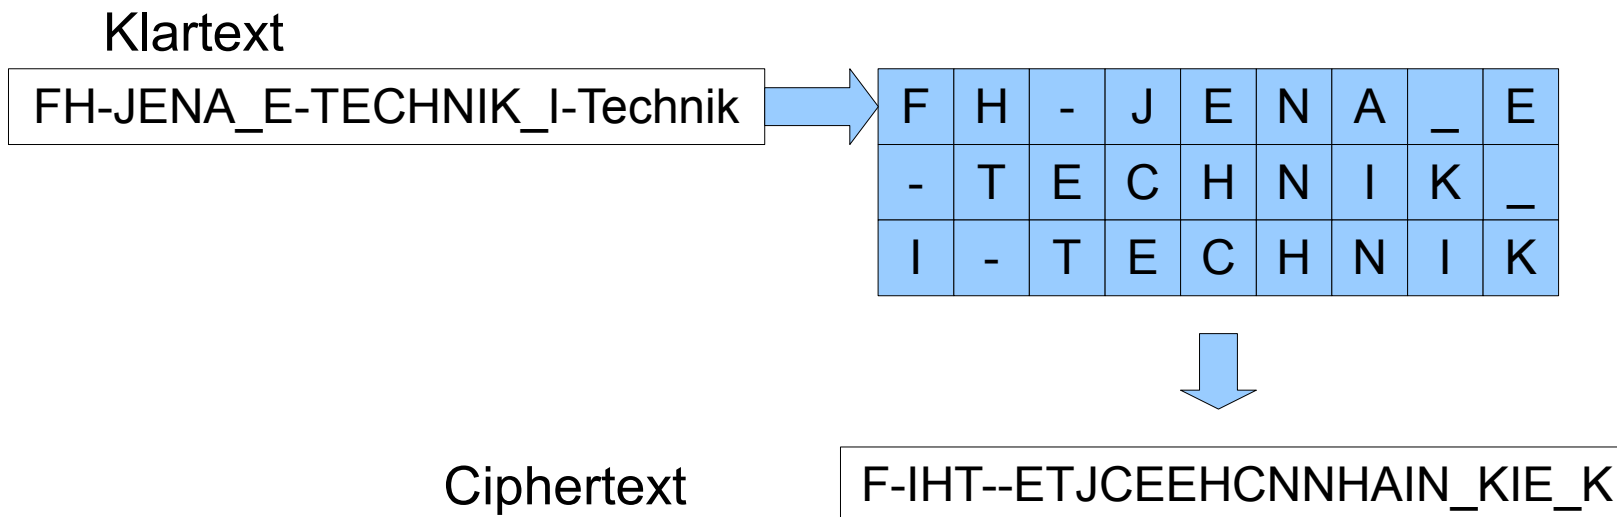 Klartext
FH-JENA_E-TECHNIK_I-Technik
F H - J E N A _ E
- T E C H N I K _
I - T E C H N I K
Ciphertext
F-IHT--ETJCEEHCNNHAIN_KIE_K